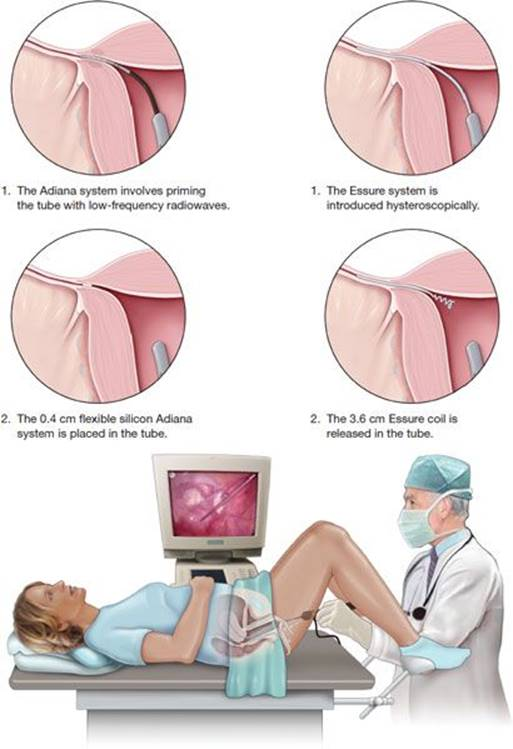 1. The Adiana system involves priming
the tube with low-frequency radiowaves.
1. The Essure system is
introduced hysteroscopically.
2. The 0.4 cm flexible silicon Adiana
system is placed in the tube.
2. The 3.6 cm Essure coil is
released in the tube.